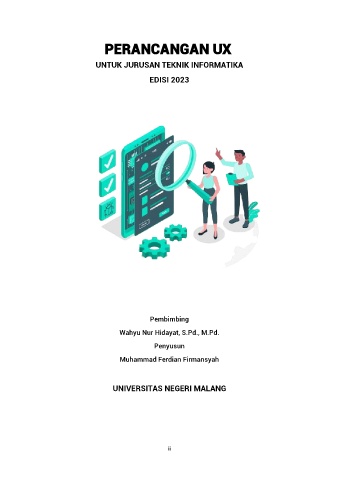 PERANCANGAN UX
UNTUK JURUSAN TEKNIK INFORMATIKA
EDISI 2023
Pembimbing
Wahyu Nur Hidayat, S.Pd., M.Pd.
Penyusun
Muhammad Ferdian Firmansyah
UNIVERSITAS NEGERI MALANG
ii